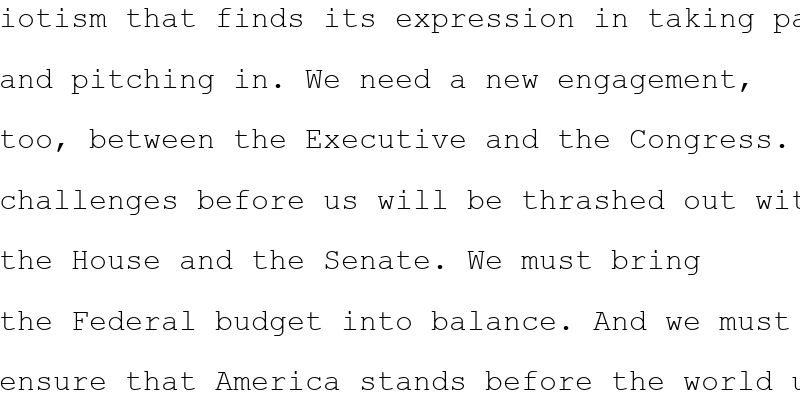 iotism that finds its expression in taking pa
and pitching in. We need a new engagement,
too, between the Executive and the Congress.
challenges before us will be thrashed out wit
the House and the Senate. We must bring
the Federal budget into balance. And we must
ensure that America stands before the world u